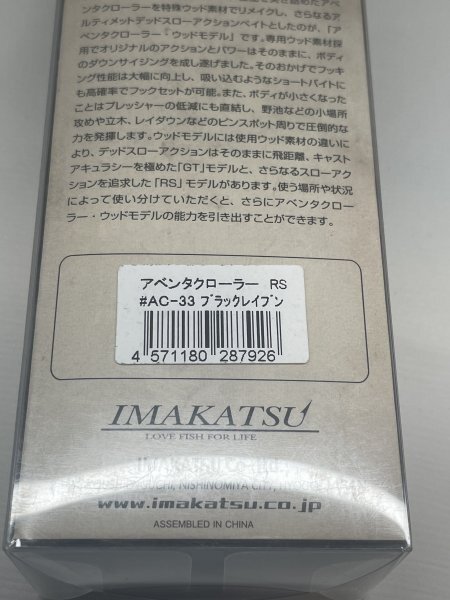 ンタクローラーを特殊ウッド素材でリメイクし、さらなるア
ルティメットデッドスローアクションベイトとしたのが、「ア
ベンタクローラー『ウッドモデル』です。専用ウッド素材採
用でオリジナルのアクションとパワーはそのままに、ボディ
のダウンサイジングを成し遂げました。そのおかげでフッキ
ング性能は大幅に向上し、吸い込むようなショートバイトに
も高確率でフックセットが可能。また、ボディが小さくなった
ことはプレッシャーの低減にも直結し、野池などの小場所
攻めや立木、レイダウンなどのピンスポット周りで圧倒的な
力を発揮します。ウッドモデルには使用ウッド素材の違いに
より、デッドスローアクションはそのままに飛距離、キャスト
アキュラシーを極めた「GT」モデルと、さらなるスローアク
ションを追求した「RS」モデルがあります。使う場所や状況
によって使い分けていただくと、さらにアベンタクロー
ラー・ウッドモデルの能力を引き出すことができます。
アベンタクローラー RS
#AC-33 ブラックレイブン
4 571180 287926
IMAKATSU
LOVE FISH FOR LIFE
NISHINOMIYA CITY,
www.imakatsu.co.jp
ASSEMBLED IN CHINA